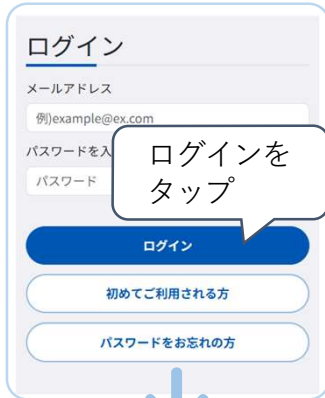 ログイン
メールアドレス
例)example@ex.com
パスワードを入
パスワード
ログインを
タップ
ログイン
初めてご利用される方
パスワードをお忘れの方